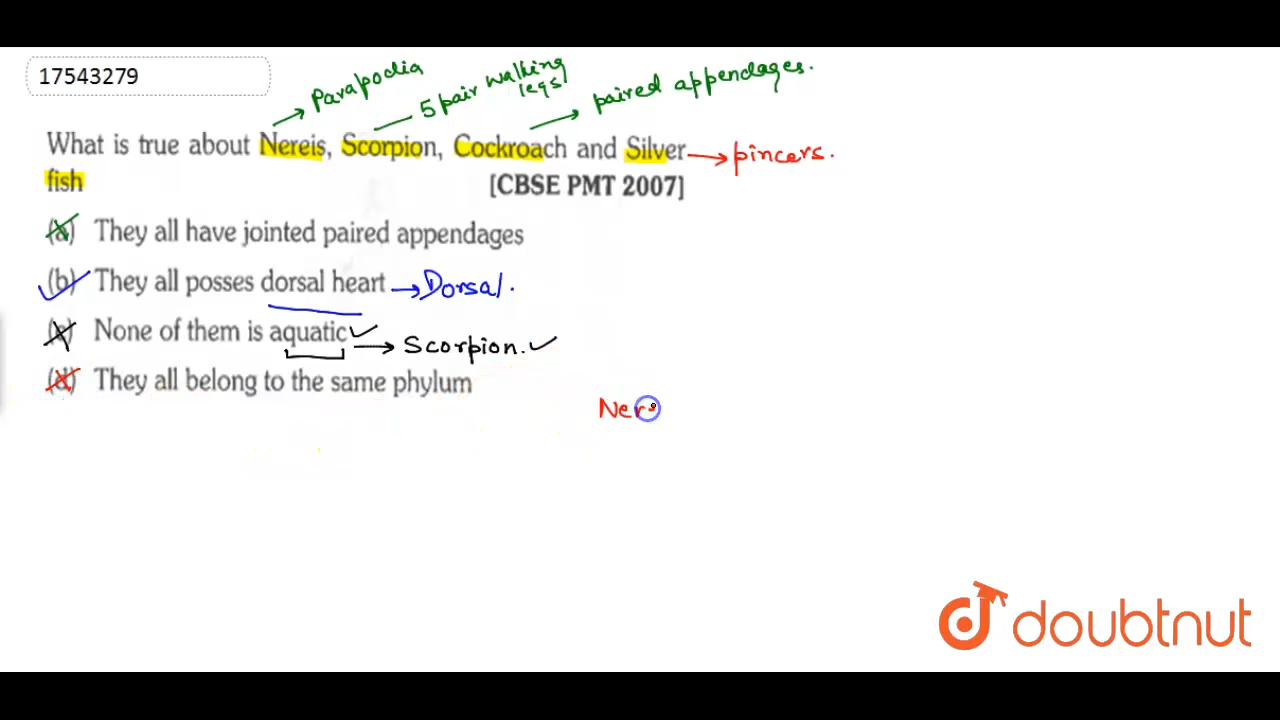 17543279
Parapodia
5 pair walking
legs
paired appendages.
What is true about Nereis, Scorpion, Cockroach and Silver
pincers.
fish
[CBSE PMT 2007]
(a) They all have jointed paired appendages
(b) They all posses dorsal heart
Dorsal.
(c) None of them is aquatic
Scorpion.
(d) They all belong to the same phylum
Ner
doubtnut